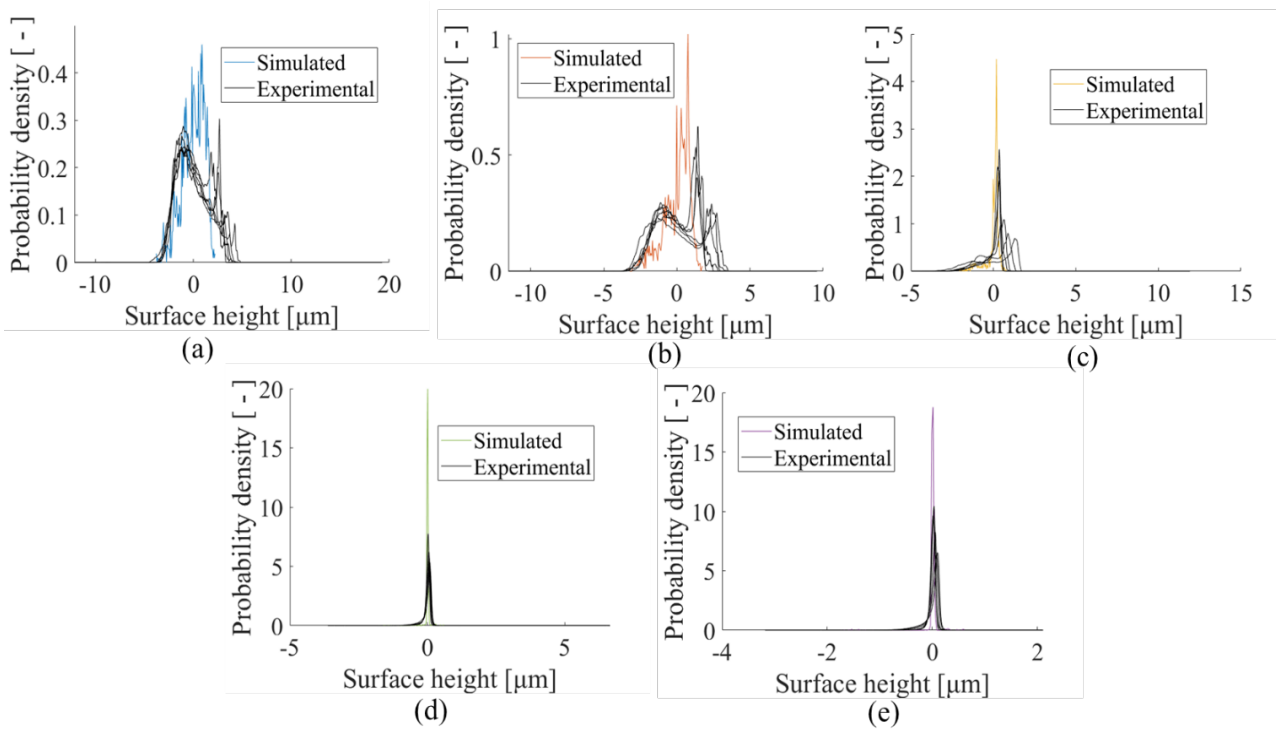 Probability density [ - ]
0.4
0.3
0.2
0.1
0
-10
0
10
20
Simulated
Experimental
Surface height [μm]
(a)
Probability density [ - ]
1
0.5
0
-10
-5
0
5
10
Simulated
Experimental
Surface height [μm]
(b)
Probability density [ - ]
5
4
3
2
1
0
-5
0
5
10
15
Simulated
Experimental
Surface height [μm]
(c)
Probability density [ - ]
20
15
10
5
0
-5
0
5
Simulated
Experimental
Surface height [μm]
(d)
Probability density [ - ]
20
15
10
5
0
-4
-2
0
2
Simulated
Experimental
Surface height [μm]
(e)